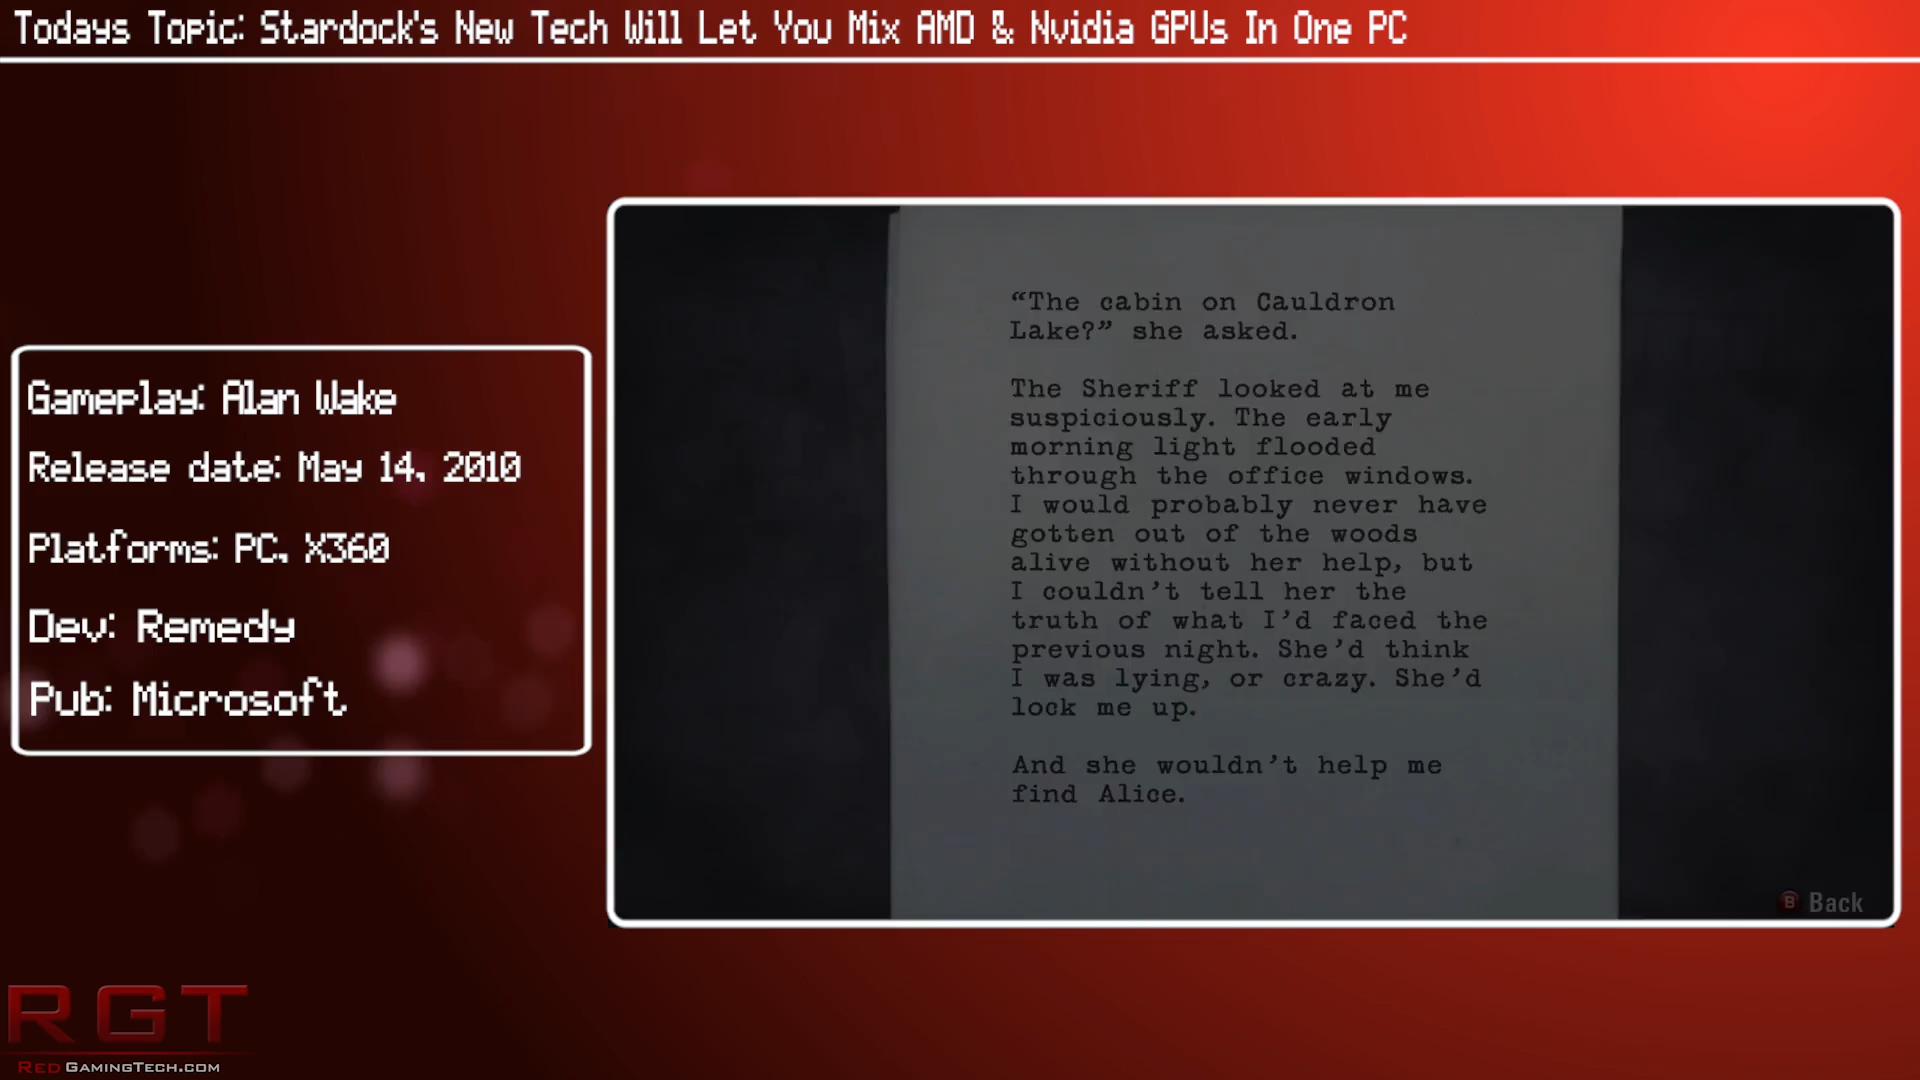 Todays Topic: Stardock's New Tech Will Let You Mix AMD & Nvidia GPUs In One PC
Gameplay: Alan Wake
Release date: May 14, 2010
Platforms: PC, X360
Dev: Remedy
Pub: Microsoft
“The cabin on Cauldron
Lake?” she asked.
The Sheriff looked at me
suspiciously. The early
morning light flooded
through the office windows.
I would probably never have
gotten out of the woods
alive without her help, but
I couldn’t tell her the
truth of what I’d faced the
previous night. She’d think
I was lying, or crazy. She’d
lock me up.
And she wouldn’t help me
find Alice.
B Back
RGT
RedGamingTech.com